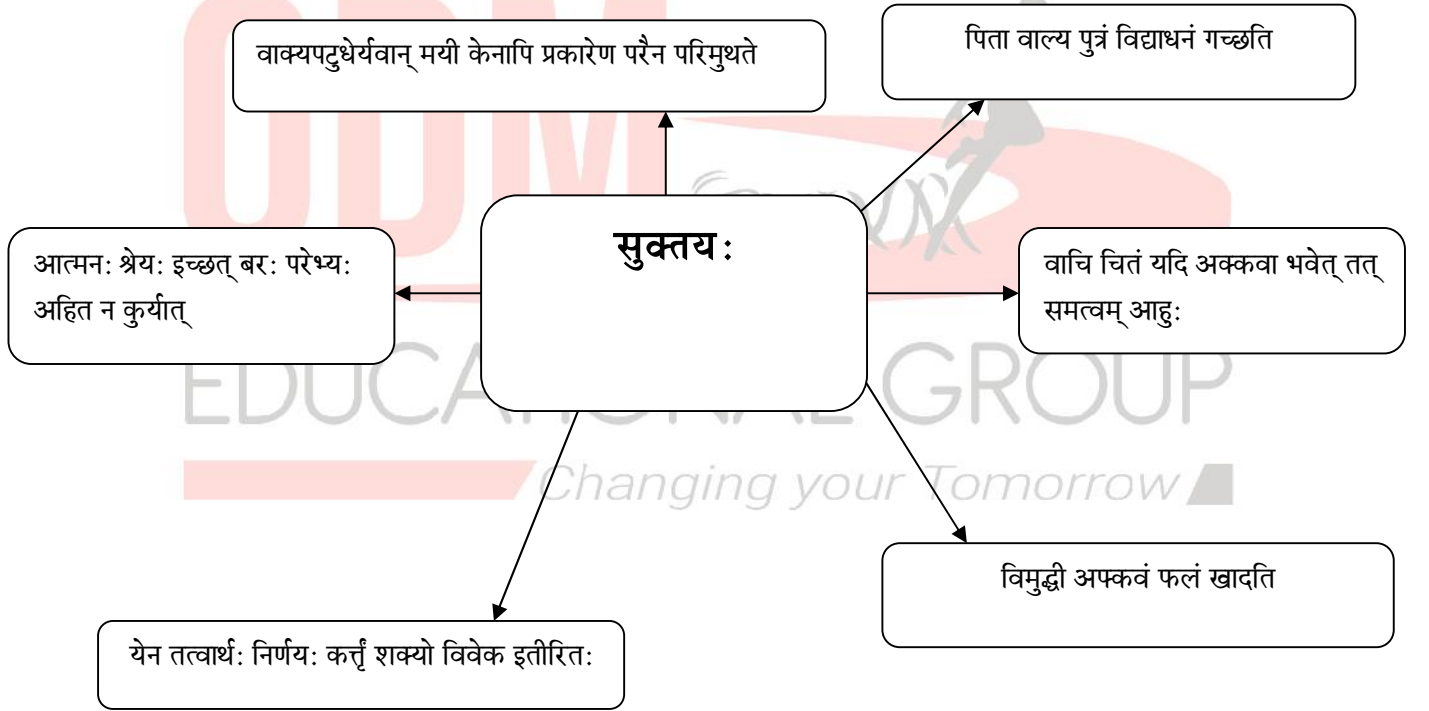 वाक्यपटुधेर्यवान् मयी केनापि प्रकारेण परैन परिमुथते
पिता वाल्य पुत्रं विद्याधनं गच्छति
सुक्तय:
आत्मन: श्रेय: इच्छत् बर: परेभ्य:
अहित न कुर्यात्
वाचि चितं यदि अक्कवा भवेत् तत्
समत्वम् आहु:
विमुद्धी अफ्कवं फलं खादति
येन तत्वार्थ: निर्णय: कर्त्तृं शक्यो विवेक इतीरित:
ODM
EDUCATIONAL GROUP
Changing your Tomorrow